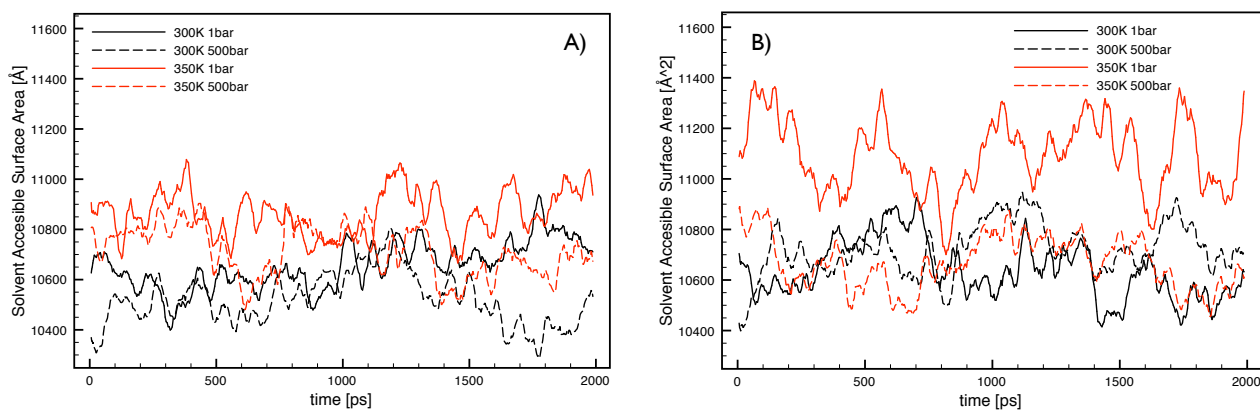 A)
300K 1bar
300K 500bar
350K 1bar
350K 500bar
Solvent Accesible Surface Area [Å]
11600
11400
11200
11000
10800
10600
10400
0
500
1000
1500
2000
time [ps]
B)
300K 1bar
300K 500bar
350K 1bar
350K 500bar
Solvent Accesible Surface Area [Å^2]
11600
11400
11200
11000
10800
10600
10400
0
500
1000
1500
2000
time [ps]